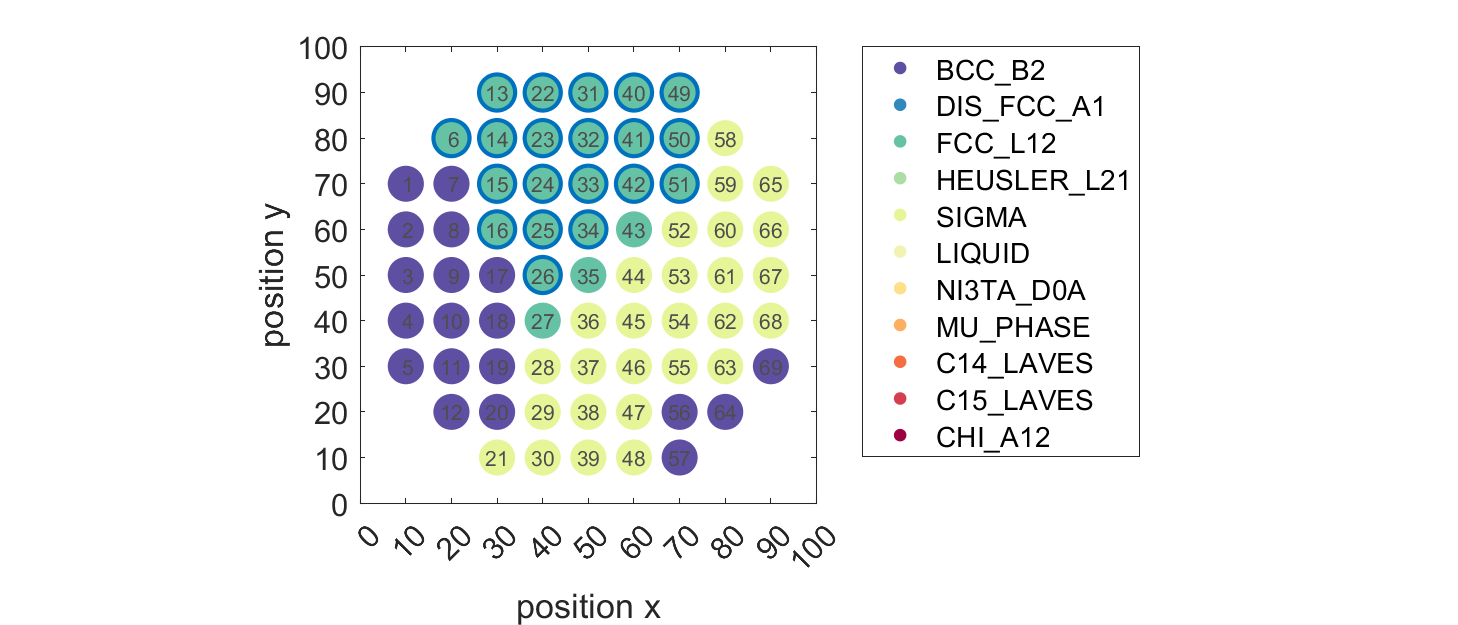 100
90
80
70
60
50
40
30
20
10
0
position y
13 22 31 40 49
6 14 23 32 41 50 58
1 7 15 24 33 42 51 59 65
2 8 16 25 34 43 52 60 66
3 9 17 26 35 44 53 61 67
4 10 18 27 36 45 54 62 68
5 11 19 28 37 46 55 63 69
12 20 29 38 47 56 64
21 30 39 48 57
0 10 20 30 40 50 60 70 80 90 100
position x
BCC_B2
DIS_FCC_A1
FCC_L12
HEUSLER_L21
SIGMA
LIQUID
NI3TA_D0A
MU_PHASE
C14_LAVES
C15_LAVES
CHI_A12